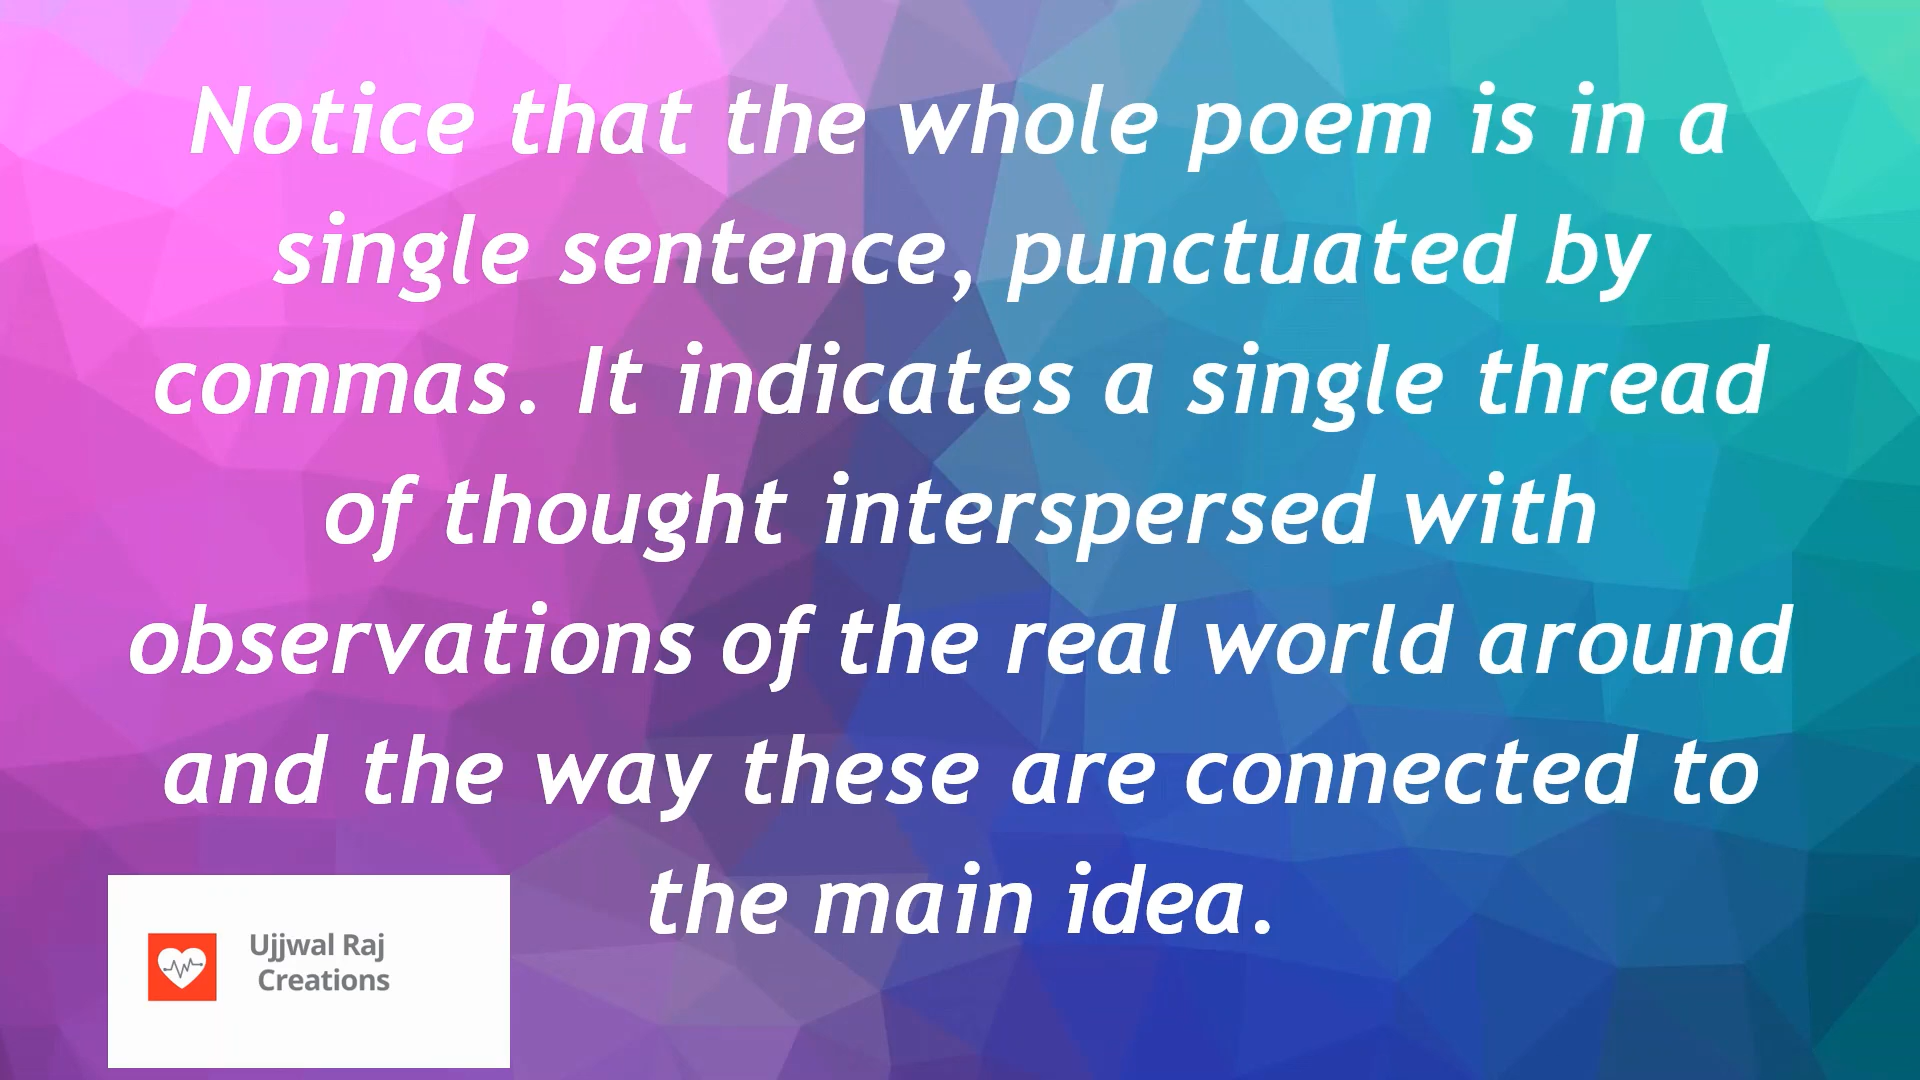 Notice that the whole poem is in a
single sentence, punctuated by
commas. It indicates a single thread
of thought interspersed with
observations of the real world around
and the way these are connected to
the main idea.
Ujjwal Raj
Creations